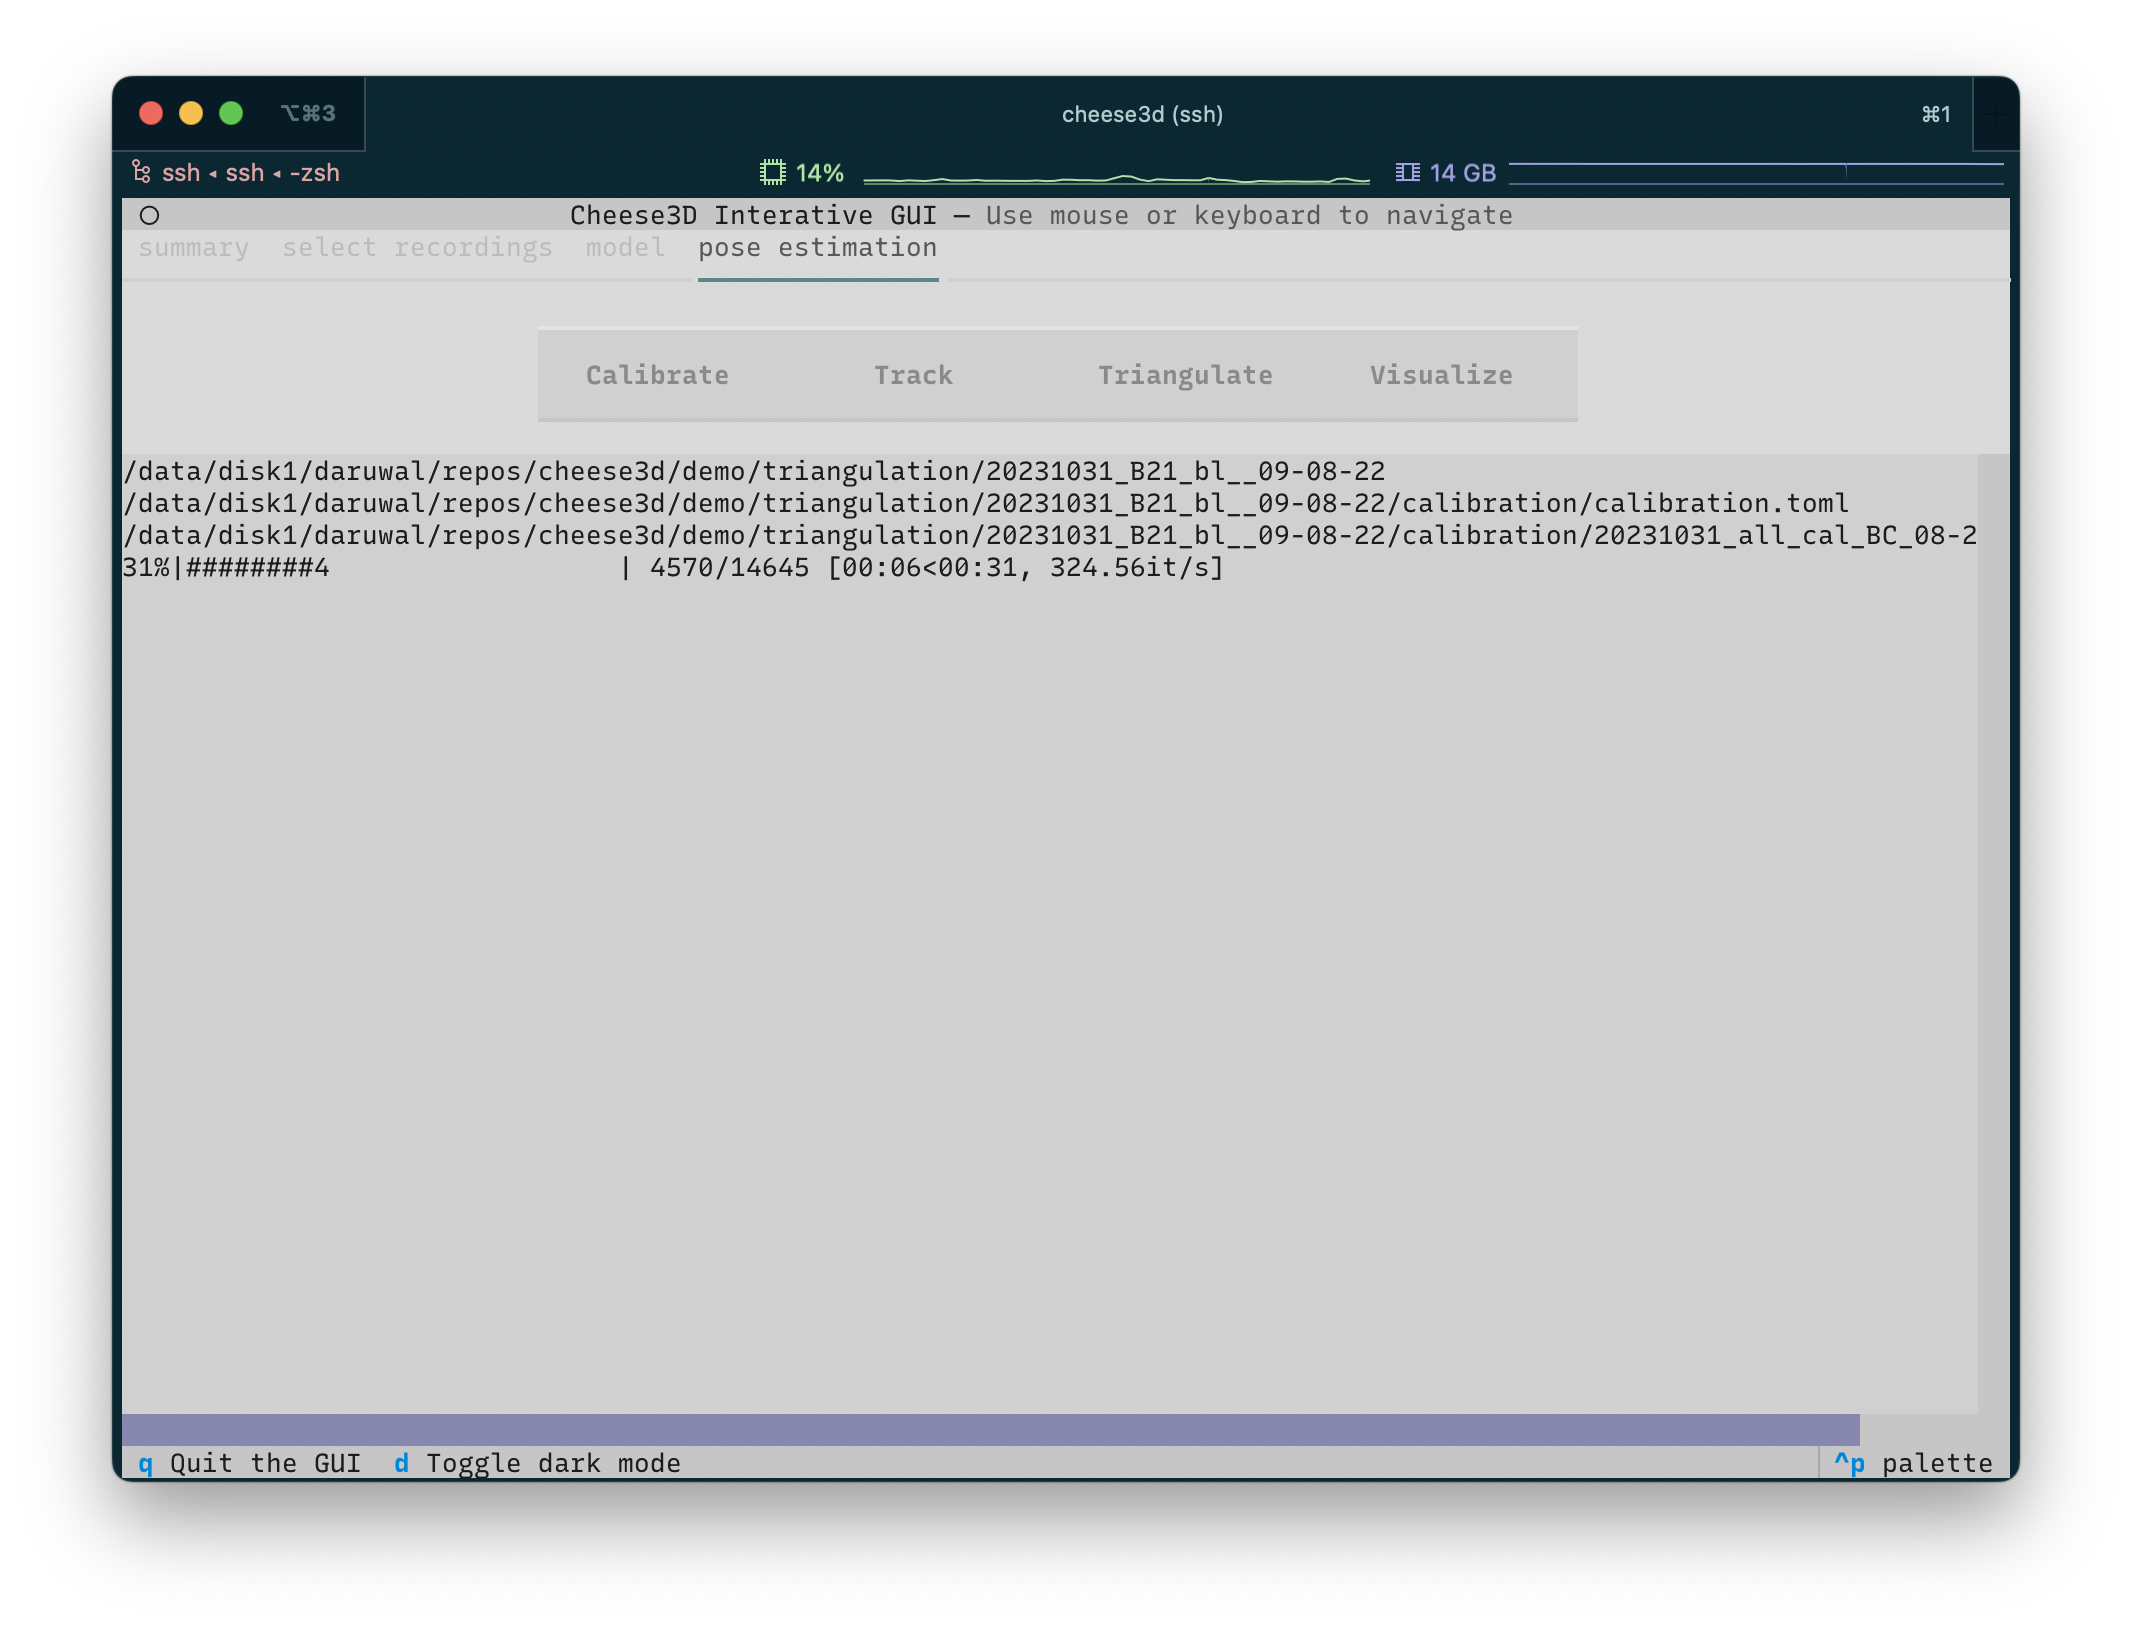 ⌥⌘3
cheese3d (ssh)
⌘1
ssh ◂ ssh ◂ -zsh
14%
14 GB
Cheese3D Interative GUI — Use mouse or keyboard to navigate
summary select recordings model pose estimation
Calibrate Track Triangulate Visualize
/data/disk1/daruwal/repos/cheese3d/demo/triangulation/20231031_B21_bl__09-08-22
/data/disk1/daruwal/repos/cheese3d/demo/triangulation/20231031_B21_bl__09-08-22/calibration/calibration.toml
/data/disk1/daruwal/repos/cheese3d/demo/triangulation/20231031_B21_bl__09-08-22/calibration/20231031_all_cal_BC_08-2
31%|########4                  | 4570/14645 [00:06<00:31, 324.56it/s]
q Quit the GUI d Toggle dark mode
^p palette